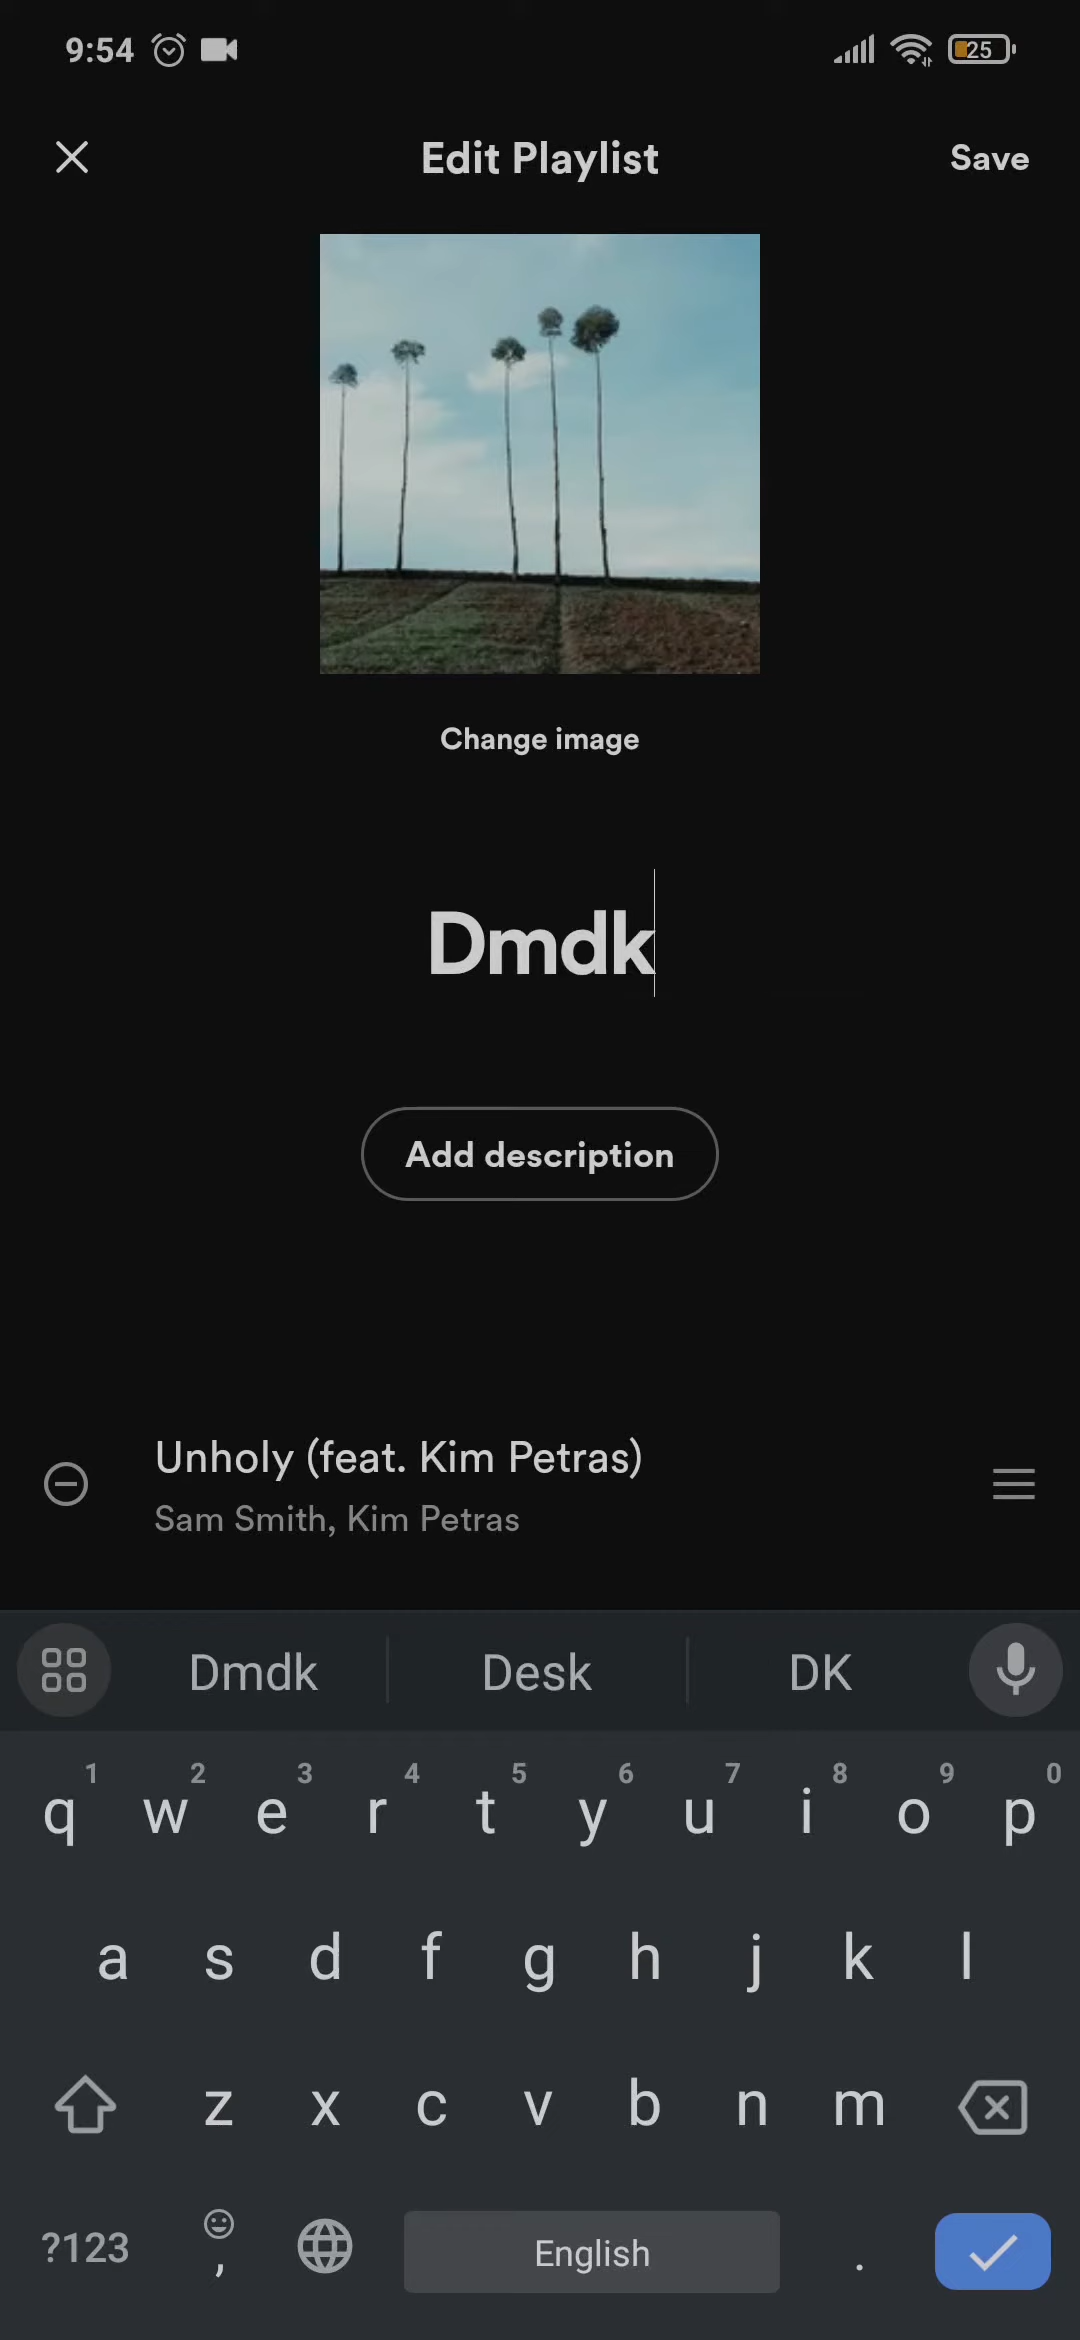 9:54 25
Edit Playlist Save
Change image
Dmdk
Add description
Unholy (feat. Kim Petras)
Sam Smith, Kim Petras
Dmdk Desk DK
1 2 3 4 5 6 7 8 9 0
q w e r t y u i o p
a s d f g h j k l
z x c v b n m
?123 , English .